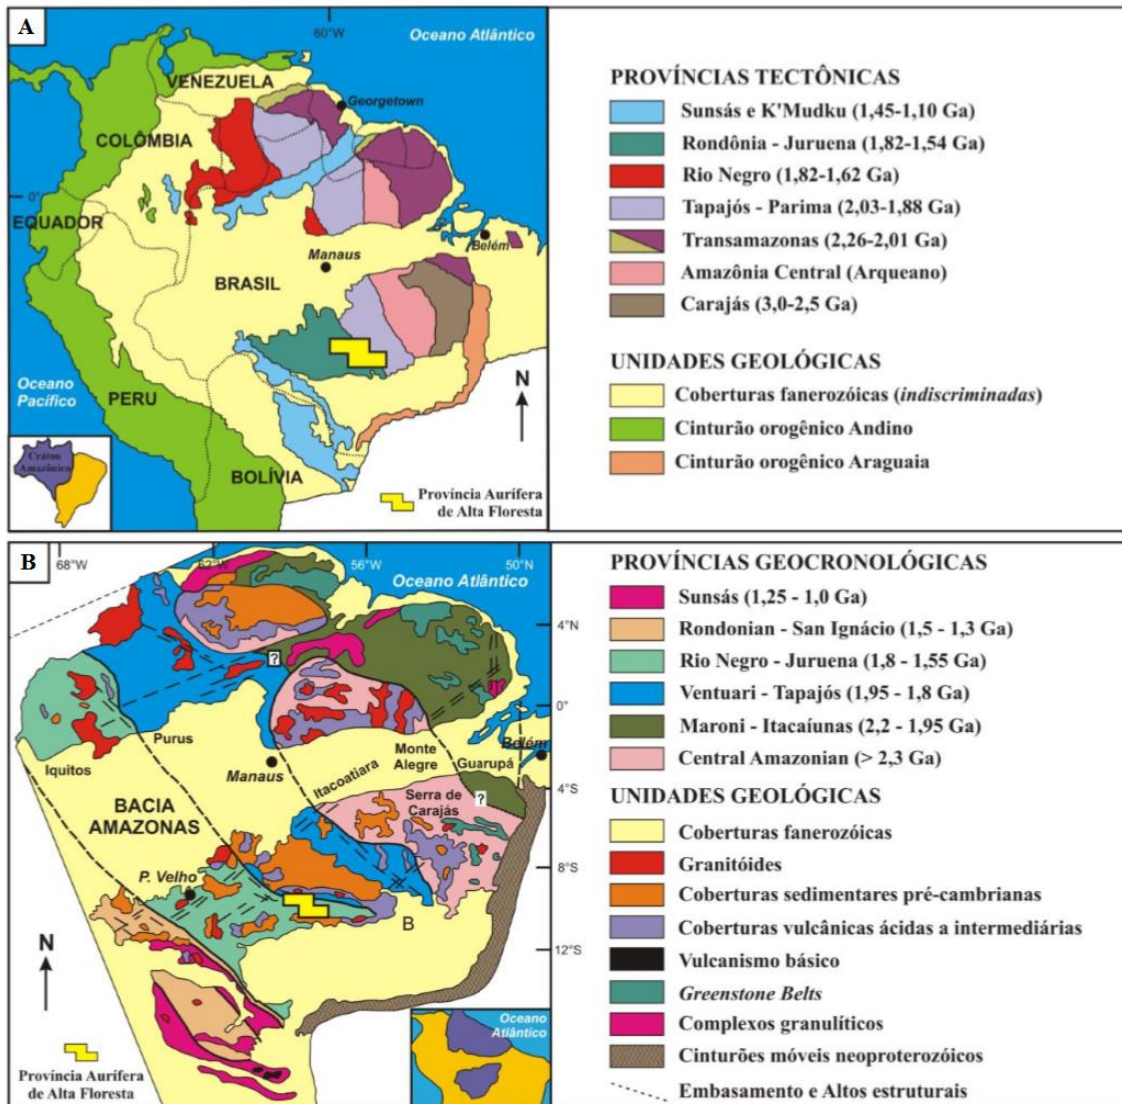 A
60°W
Oceano Atlântico
VENEZUELA
Georgetown
COLÔMBIA
0°
EQUADOR
Belém
Manaus
BRASIL
Oceano
Pacífico
PERU
N
Cráton
Amazônico
BOLÍVIA
Província Aurífera
de Alta Floresta
PROVÍNCIAS TECTÔNICAS
Sunsás e K'Mudku (1,45-1,10 Ga)
Rondônia - Juruena (1,82-1,54 Ga)
Rio Negro (1,82-1,62 Ga)
Tapajós - Parima (2,03-1,88 Ga)
Transamazonas (2,26-2,01 Ga)
Amazônia Central (Arqueano)
Carajás (3,0-2,5 Ga)
UNIDADES GEOLÓGICAS
Coberturas fanerozóicas (indiscriminadas)
Cinturão orogênico Andino
Cinturão orogênico Araguaia
B
68°W
62°W
56°W
50°N
Oceano Atlântico
4°N
?
0°
Purus
Iquitos
Manaus
Itacoatiara
Monte
Alegre
Guarupá
Belém
4°S
?
Serra de
Carajás
BACIA
AMAZONAS
8°S
P. Velho
B
12°S
N
Província Aurífera
de Alta Floresta
Oceano
Atlântico
PROVÍNCIAS GEOCRONOLÓGICAS
Sunsás (1,25 - 1,0 Ga)
Rondonian - San Ignácio (1,5 - 1,3 Ga)
Rio Negro - Juruena (1,8 - 1,55 Ga)
Ventuari - Tapajós (1,95 - 1,8 Ga)
Maroni - Itacaíunas (2,2 - 1,95 Ga)
Central Amazonian (> 2,3 Ga)
UNIDADES GEOLÓGICAS
Coberturas fanerozóicas
Granitóides
Coberturas sedimentares pré-cambrianas
Coberturas vulcânicas ácidas a intermediárias
Vulcanismo básico
Greenstone Belts
Complexos granulíticos
Cinturões móveis neoproterozóicos
Embasamento e Altos estruturais